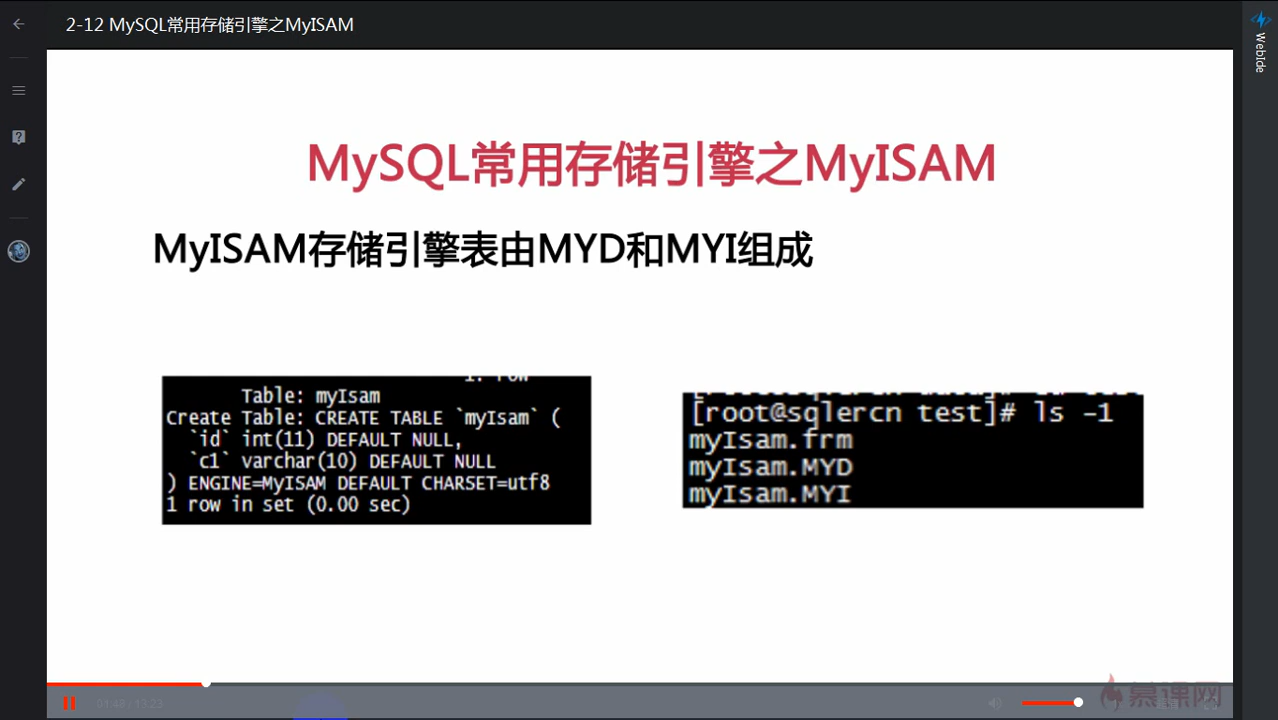 2-12 MySQL常用存储引擎之MyISAM
WebIde
MySQL常用存储引擎之MyISAM
MyISAM存储引擎表由MYD和MYI组成
Table: myIsam
Create Table: CREATE TABLE `myIsam` (
`id` int(11) DEFAULT NULL,
`c1` varchar(10) DEFAULT NULL
) ENGINE=MyISAM DEFAULT CHARSET=utf8
1 row in set (0.00 sec)
[root@sqlercn test]# ls -1
myIsam.frm
myIsam.MYD
myIsam.MYI
慕课网